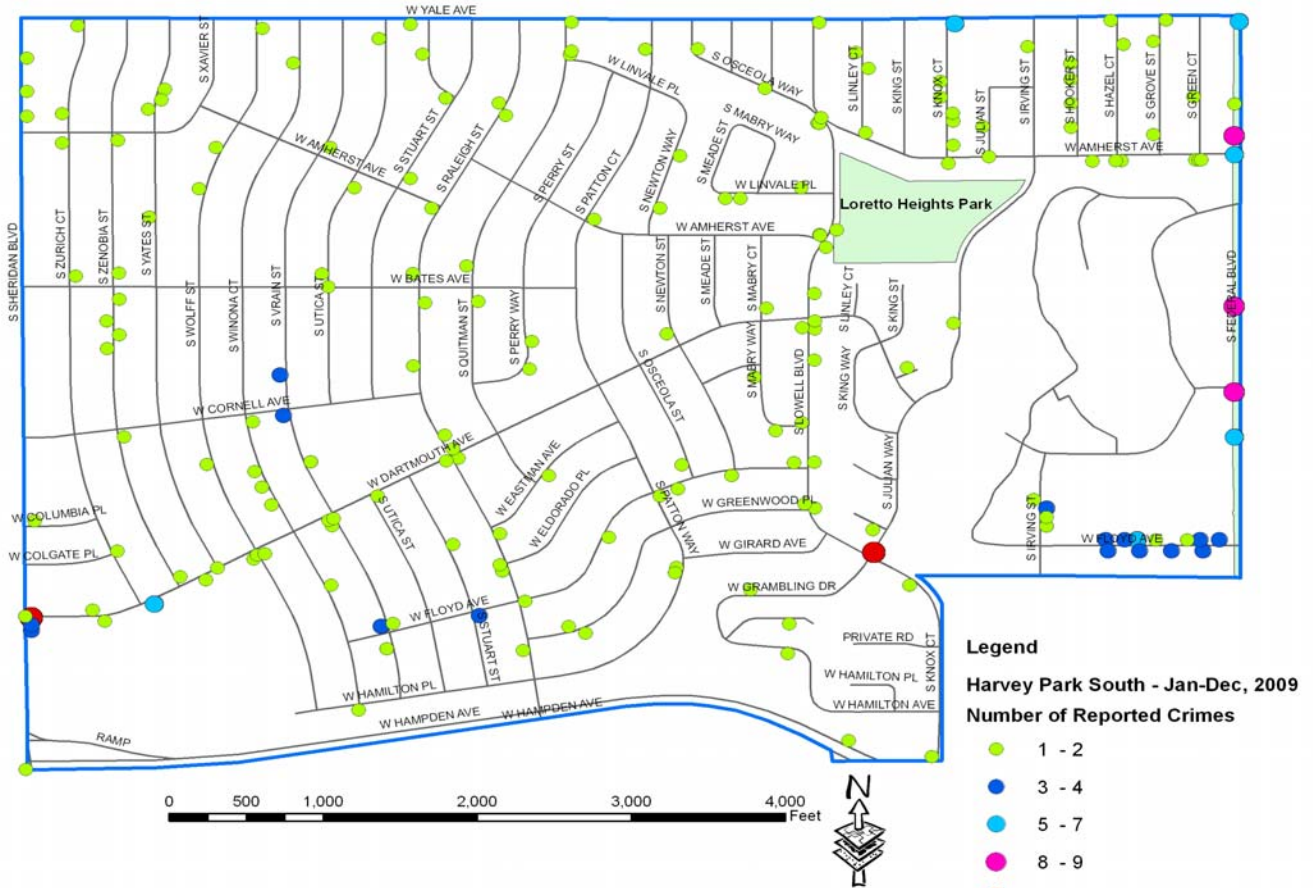 W YALE AVE
S XAVIER ST
S LINLEY CT
S KING ST
S KNOX CT
S JULIAN ST
S IRVING ST
S HOOKER ST
S HAZEL CT
S GROVE ST
S GREEN CT
W LINVALE PL
S OSCEOLA WAY
S MABRY WAY
W AMHERST AVE
S STUART ST
S RALEIGH ST
S PERRY ST
S PATTON CT
S NEWTON WAY
S MEADE ST
W LINVALE PL
W AMHERST AVE
Loretto Heights Park
S SHERIDAN BLVD
S ZURICH CT
S ZENOBIA ST
S YATES ST
W AMHERST AVE
W BATES AVE
S WOLFF ST
S WINONA CT
S VRAIN ST
S UTICA ST
S QUITMAN ST
S PERRY WAY
S NEWTON ST
S MEADE ST
S MABRY CT
S LINLEY CT
S KING ST
S FEDERAL BLVD
S OSCEOLA ST
S MABRY WAY
S LOWELL BLVD
S KING WAY
W CORNELL AVE
W DARTMOUTH AVE
W EASTMAN AVE
W ELDORADO PL
S JULIAN WAY
W COLUMBIA PL
W COLGATE PL
S UTICA ST
S PATTON WAY
W GREENWOOD PL
W GIRARD AVE
S IRVING ST
W FLOYD AVE
W GRAMBLING DR
W FLOYD AVE
S STUART ST
PRIVATE RD
S KNOX CT
W HAMILTON PL
W HAMILTON PL
W HAMILTON AVE
W HAMPDEN AVE
W HAMPDEN AVE
RAMP
0 500 1,000 2,000 3,000 4,000
Feet
N
Legend
Harvey Park South - Jan-Dec, 2009
Number of Reported Crimes
1 - 2
3 - 4
5 - 7
8 - 9